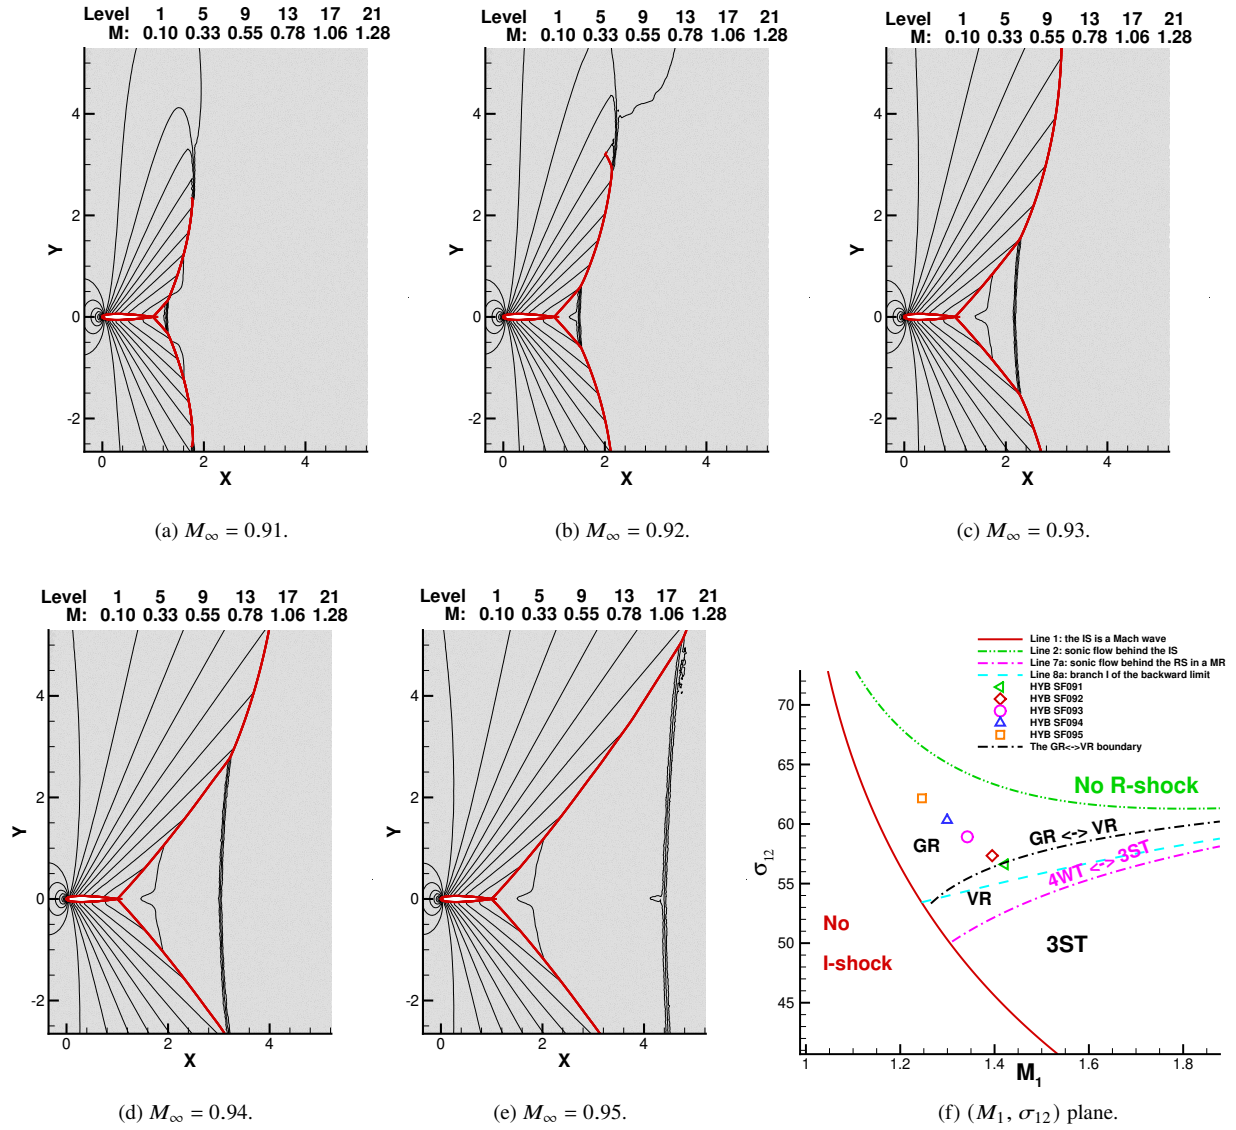 Level 1 5 9 13 17 21
M: 0.10 0.33 0.55 0.78 1.06 1.28
Y
4
2
0
-2
0 2 4
X
(a) M∞ = 0.91.
Level 1 5 9 13 17 21
M: 0.10 0.33 0.55 0.78 1.06 1.28
Y
4
2
0
-2
0 2 4
X
(b) M∞ = 0.92.
Level 1 5 9 13 17 21
M: 0.10 0.33 0.55 0.78 1.06 1.28
Y
4
2
0
-2
0 2 4
X
(c) M∞ = 0.93.
Level 1 5 9 13 17 21
M: 0.10 0.33 0.55 0.78 1.06 1.28
Y
4
2
0
-2
0 2 4
X
(d) M∞ = 0.94.
Level 1 5 9 13 17 21
M: 0.10 0.33 0.55 0.78 1.06 1.28
Y
4
2
0
-2
0 2 4
X
(e) M∞ = 0.95.
Line 1: the IS is a Mach wave
Line 2: sonic flow behind the IS
Line 7a: sonic flow behind the RS in a MR
Line 8a: branch I of the backward limit
HYB SF091
HYB SF092
HYB SF093
HYB SF094
HYB SF095
The GR<->VR boundary
No R-shock
GR
GR <-> VR
4WT <-> 3ST
VR
No
I-shock
3ST
σ12
70
65
60
55
50
45
1 1.2 1.4 1.6 1.8
M1
(f) (M1, σ12) plane.